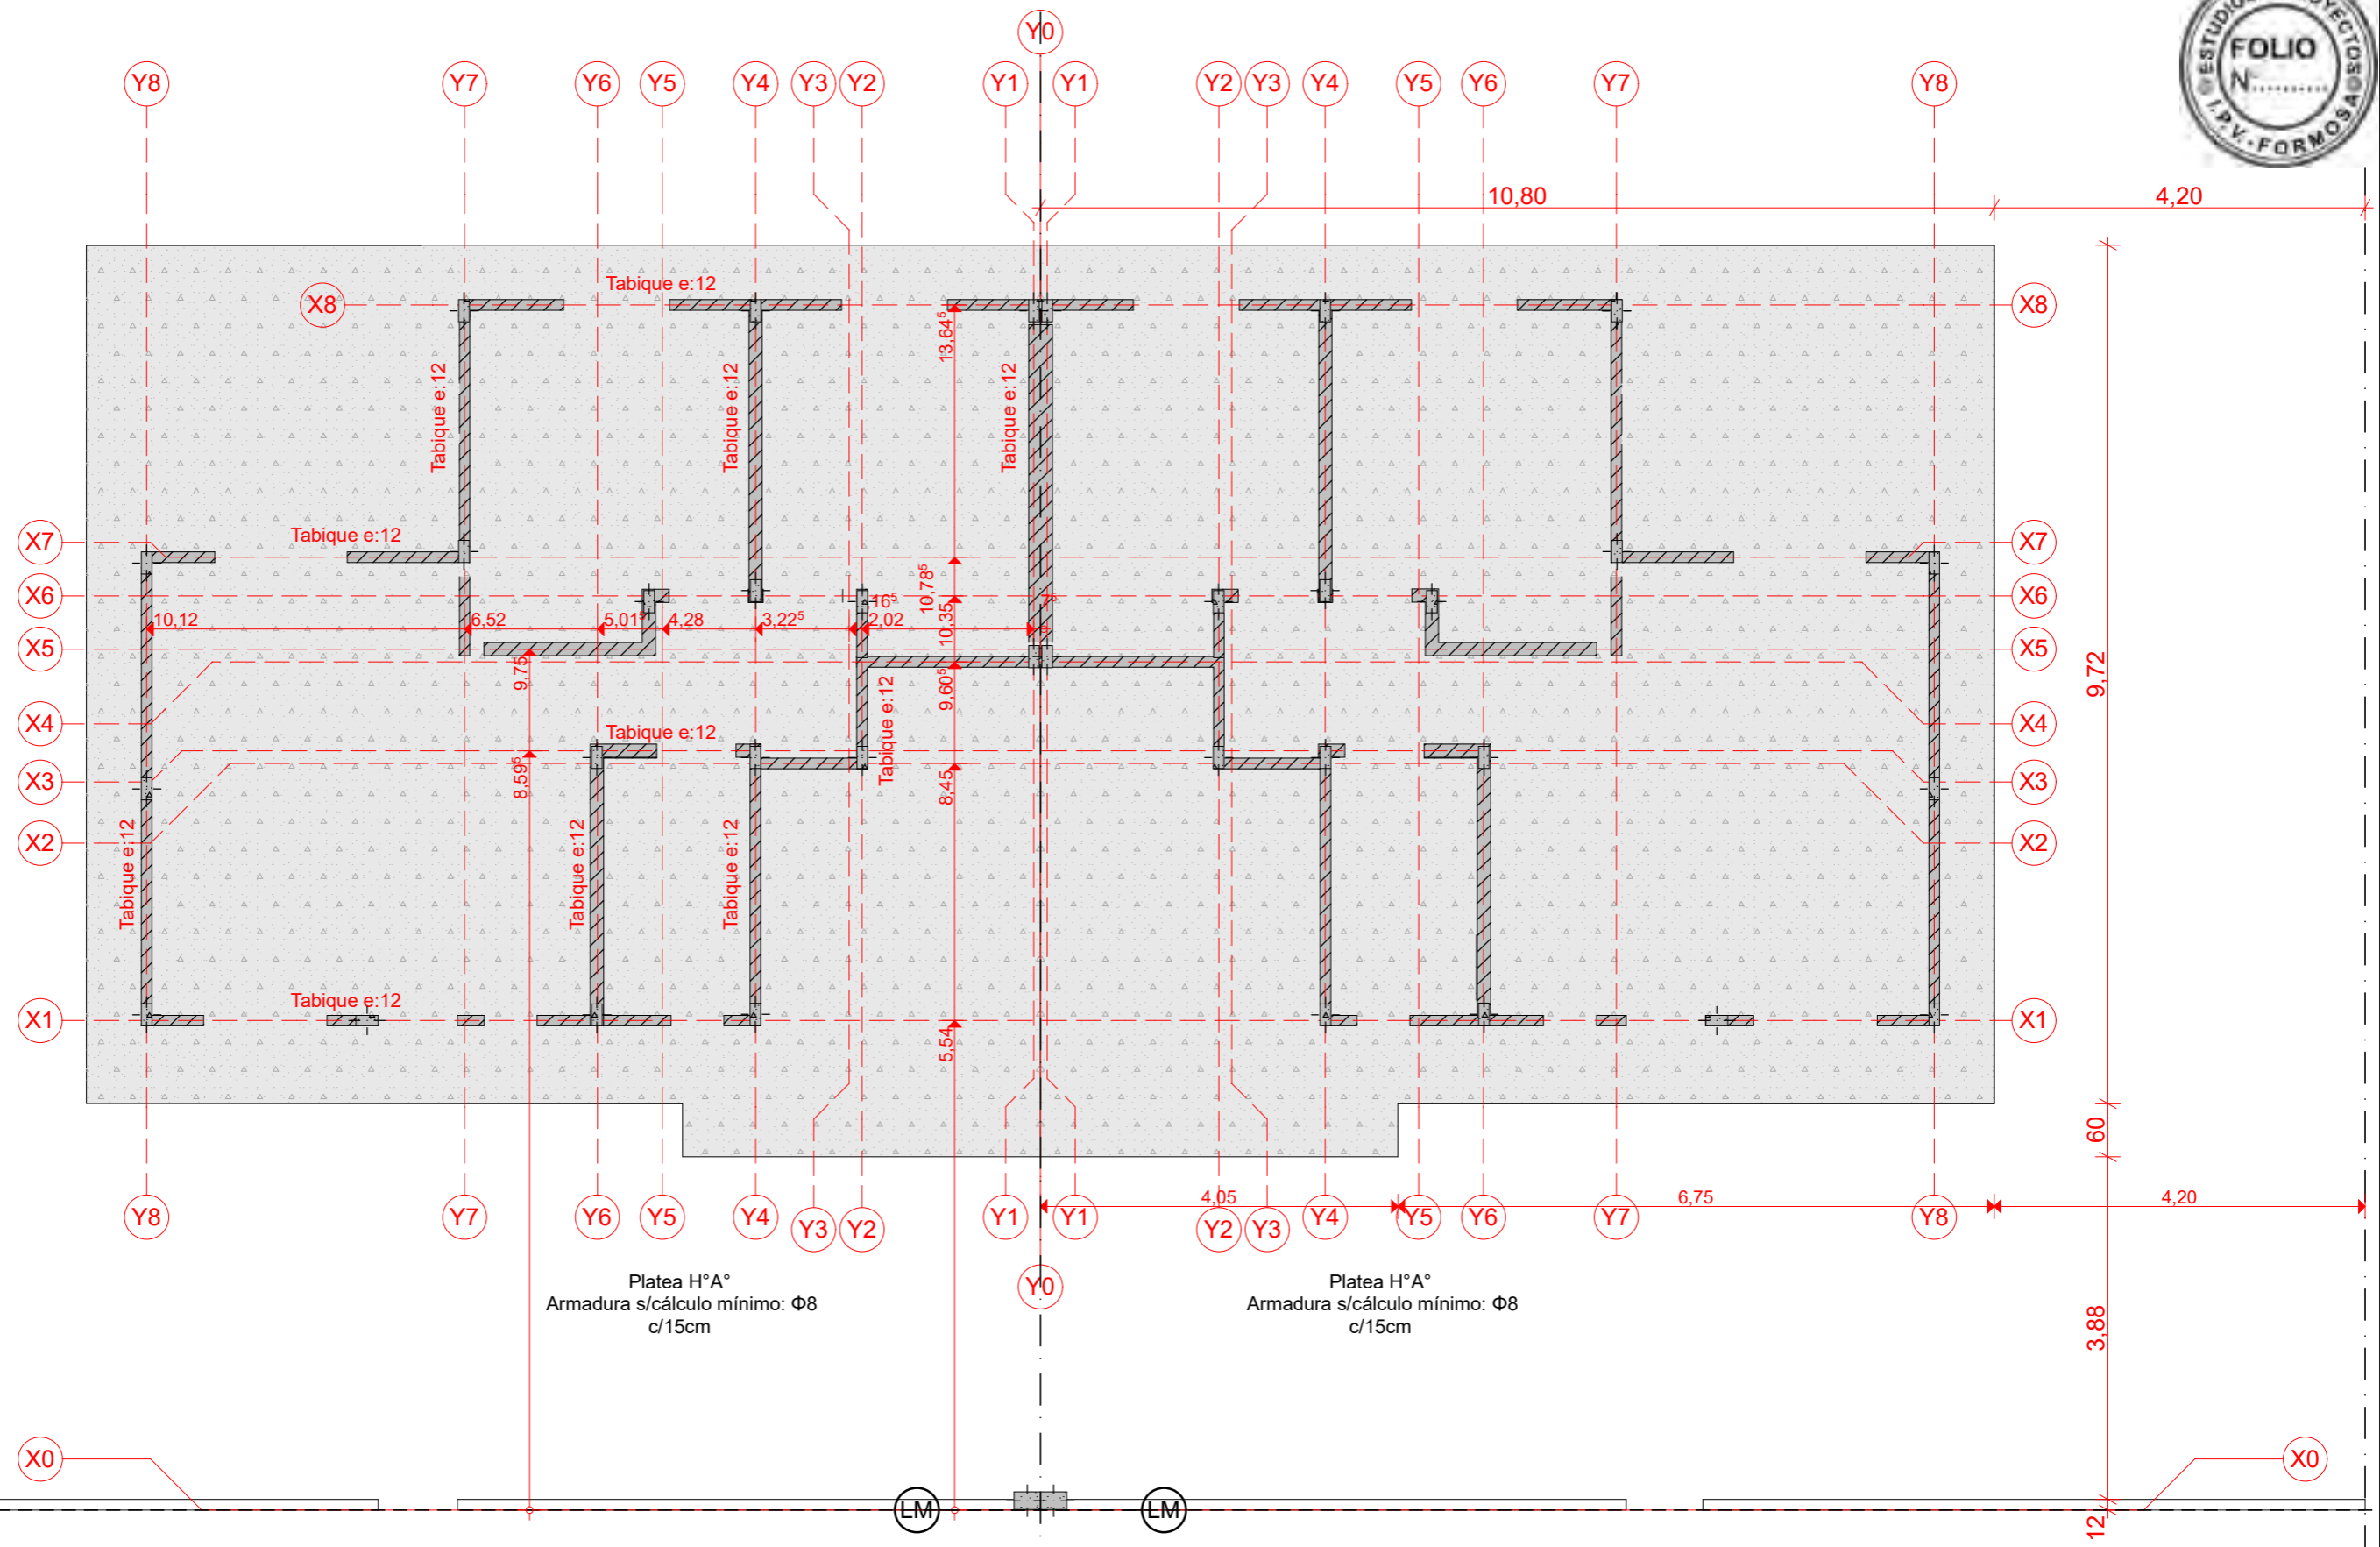 Y0
Y8 Y7 Y6 Y5 Y4 Y3 Y2 Y1 Y1 Y2 Y3 Y4 Y5 Y6 Y7 Y8
FOLIO
N°..........
I.P.V. - FORMOSA
10,80
4,20
Tabique e:12
X8
X8
13,64⁵
Tabique e:12
Tabique e:12
Tabique e:12
9,72
Tabique e:12
X7
X7
10,78⁵
X6
X6
16⁵
7⁵
10,12
6,52
5,01⁵
4,28
3,22⁵
2,02
10,35
X5
X5
9,75
9,60⁵
Tabique e:12
X4
X4
Tabique e:12
8,59⁵
8,45
X3
X3
X2
X2
Tabique e:12
Tabique e:12
Tabique e:12
Tabique e:12
X1
X1
5,54
60
4,05
6,75
4,20
Y8 Y7 Y6 Y5 Y4 Y3 Y2 Y1 Y1 Y2 Y3 Y4 Y5 Y6 Y7 Y8
Y0
Platea H°A°
Armadura s/cálculo mínimo: Φ8
c/15cm
Platea H°A°
Armadura s/cálculo mínimo: Φ8
c/15cm
3,88
X0
X0
LM
LM
12